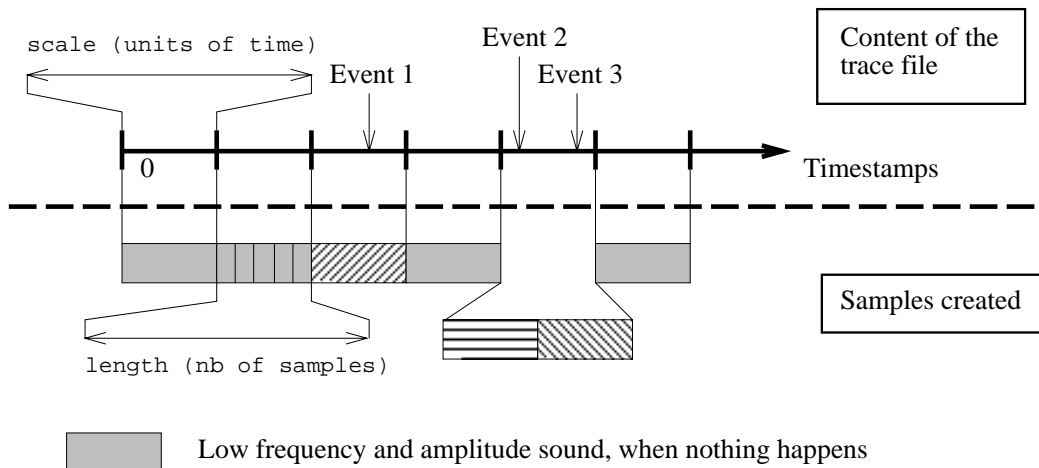 scale (units of time)
Event 1
Event 2
Event 3
Content of the
trace file
0
Timestamps
Samples created
length (nb of samples)
Low frequency and amplitude sound, when nothing happens